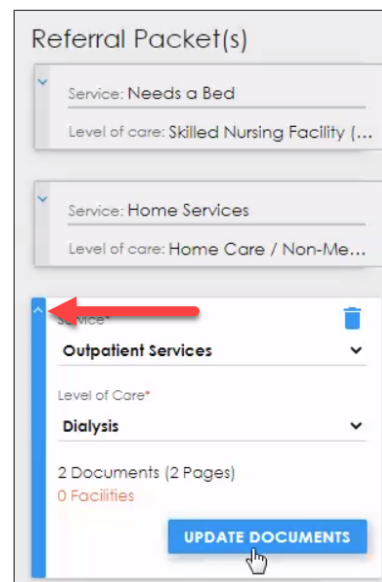 Referral Packet(s)
Service: Needs a Bed
Level of care: Skilled Nursing Facility (...
Service: Home Services
Level of care: Home Care / Non-Me...
Service*
Outpatient Services
Level of Care*
Dialysis
2 Documents (2 Pages)
0 Facilities
UPDATE DOCUMENTS